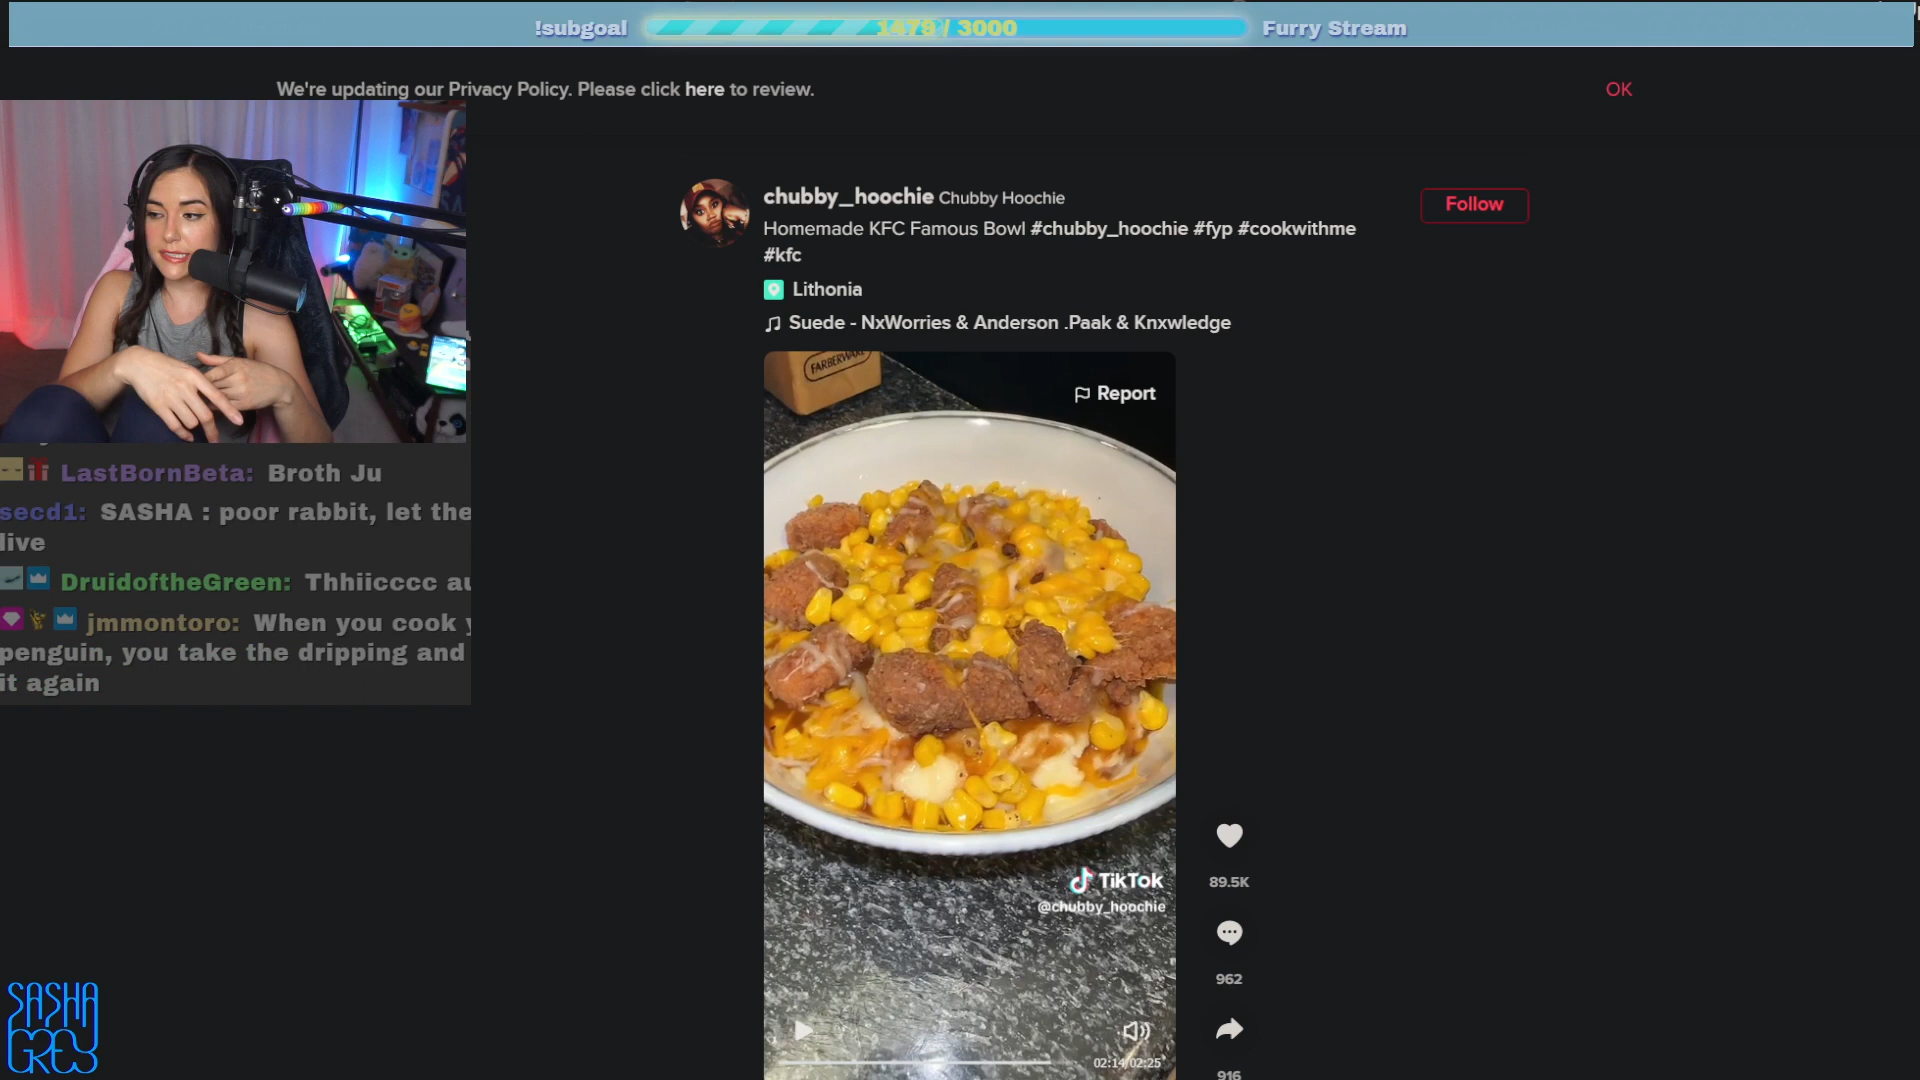 !subgoal 1479 / 3000 Furry Stream
We're updating our Privacy Policy. Please click here to review. OK
chubby_hoochie Chubby Hoochie
Follow
Homemade KFC Famous Bowl #chubby_hoochie #fyp #cookwithme
#kfc
Lithonia
Suede - NxWorries & Anderson .Paak & Knxwledge
FARBERWARE
Report
LastBornBeta: Broth Ju
secd1: SASHA : poor rabbit, let the
live
DruidoftheGreen: Thhiicccc au
jmmontoro: When you cook y
penguin, you take the dripping and
it again
TikTok
@chubby_hoochie
89.5K
962
916
02:14/02:25
SASHA
GREY